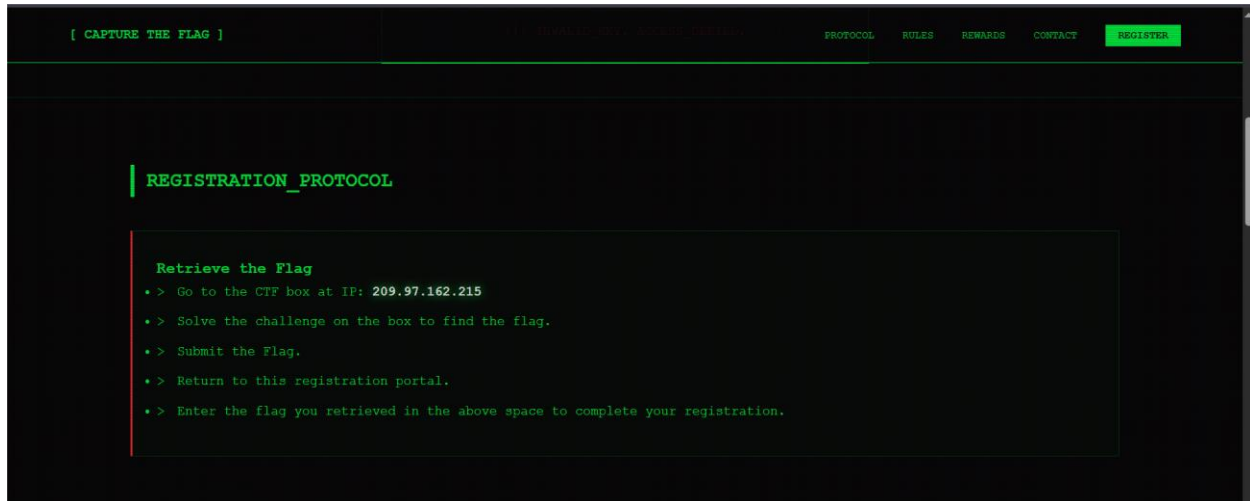 [ CAPTURE THE FLAG ]
PROTOCOL RULES REWARDS CONTACT REGISTER
REGISTRATION_PROTOCOL
Retrieve the Flag
• > Go to the CTF box at IP: 209.97.162.215
• > Solve the challenge on the box to find the flag.
• > Submit the Flag.
• > Return to this registration portal.
• > Enter the flag you retrieved in the above space to complete your registration.